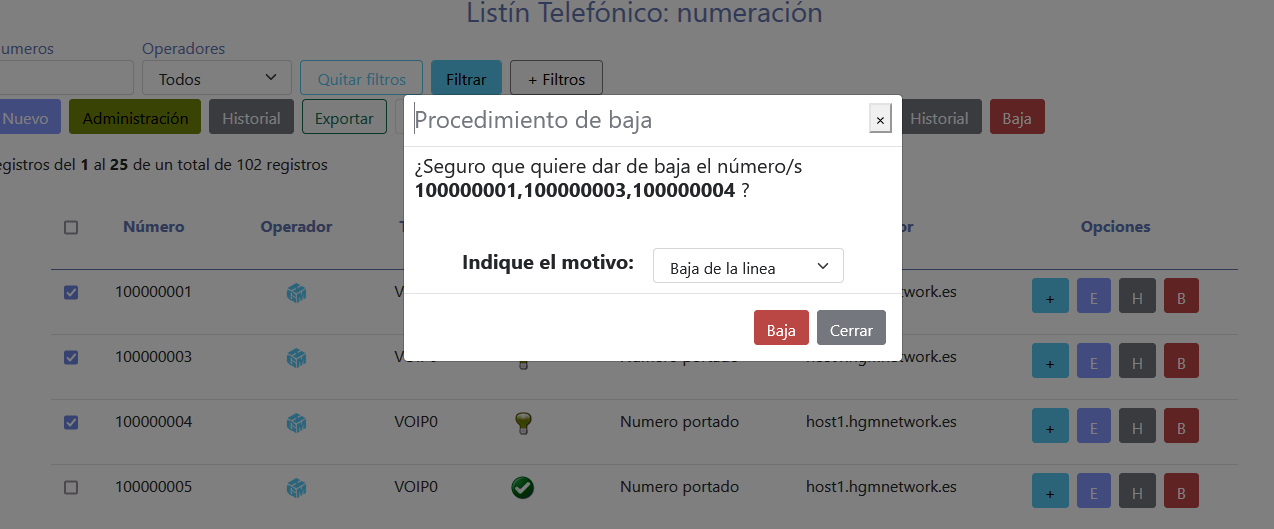 Listín Telefónico: numeración
umeros
Operadores
Todos
Quitar filtros
Filtrar
+ Filtros
Nuevo
Administración
Historial
Exportar
Historial
Baja
egistros del 1 al 25 de un total de 102 registros
Procedimiento de baja
×
¿Seguro que quiere dar de baja el número/s
100000001,100000003,100000004 ?
Indique el motivo:
Baja de la linea
Baja
Cerrar
Número
Operador
T
or
Opciones
100000001
V
work.es
+
E
H
B
100000003
VOIP0
Numero portado
host1.hgmnetwork.es
+
E
H
B
100000004
VOIP0
Numero portado
host1.hgmnetwork.es
+
E
H
B
100000005
VOIP0
Numero portado
host1.hgmnetwork.es
+
E
H
B